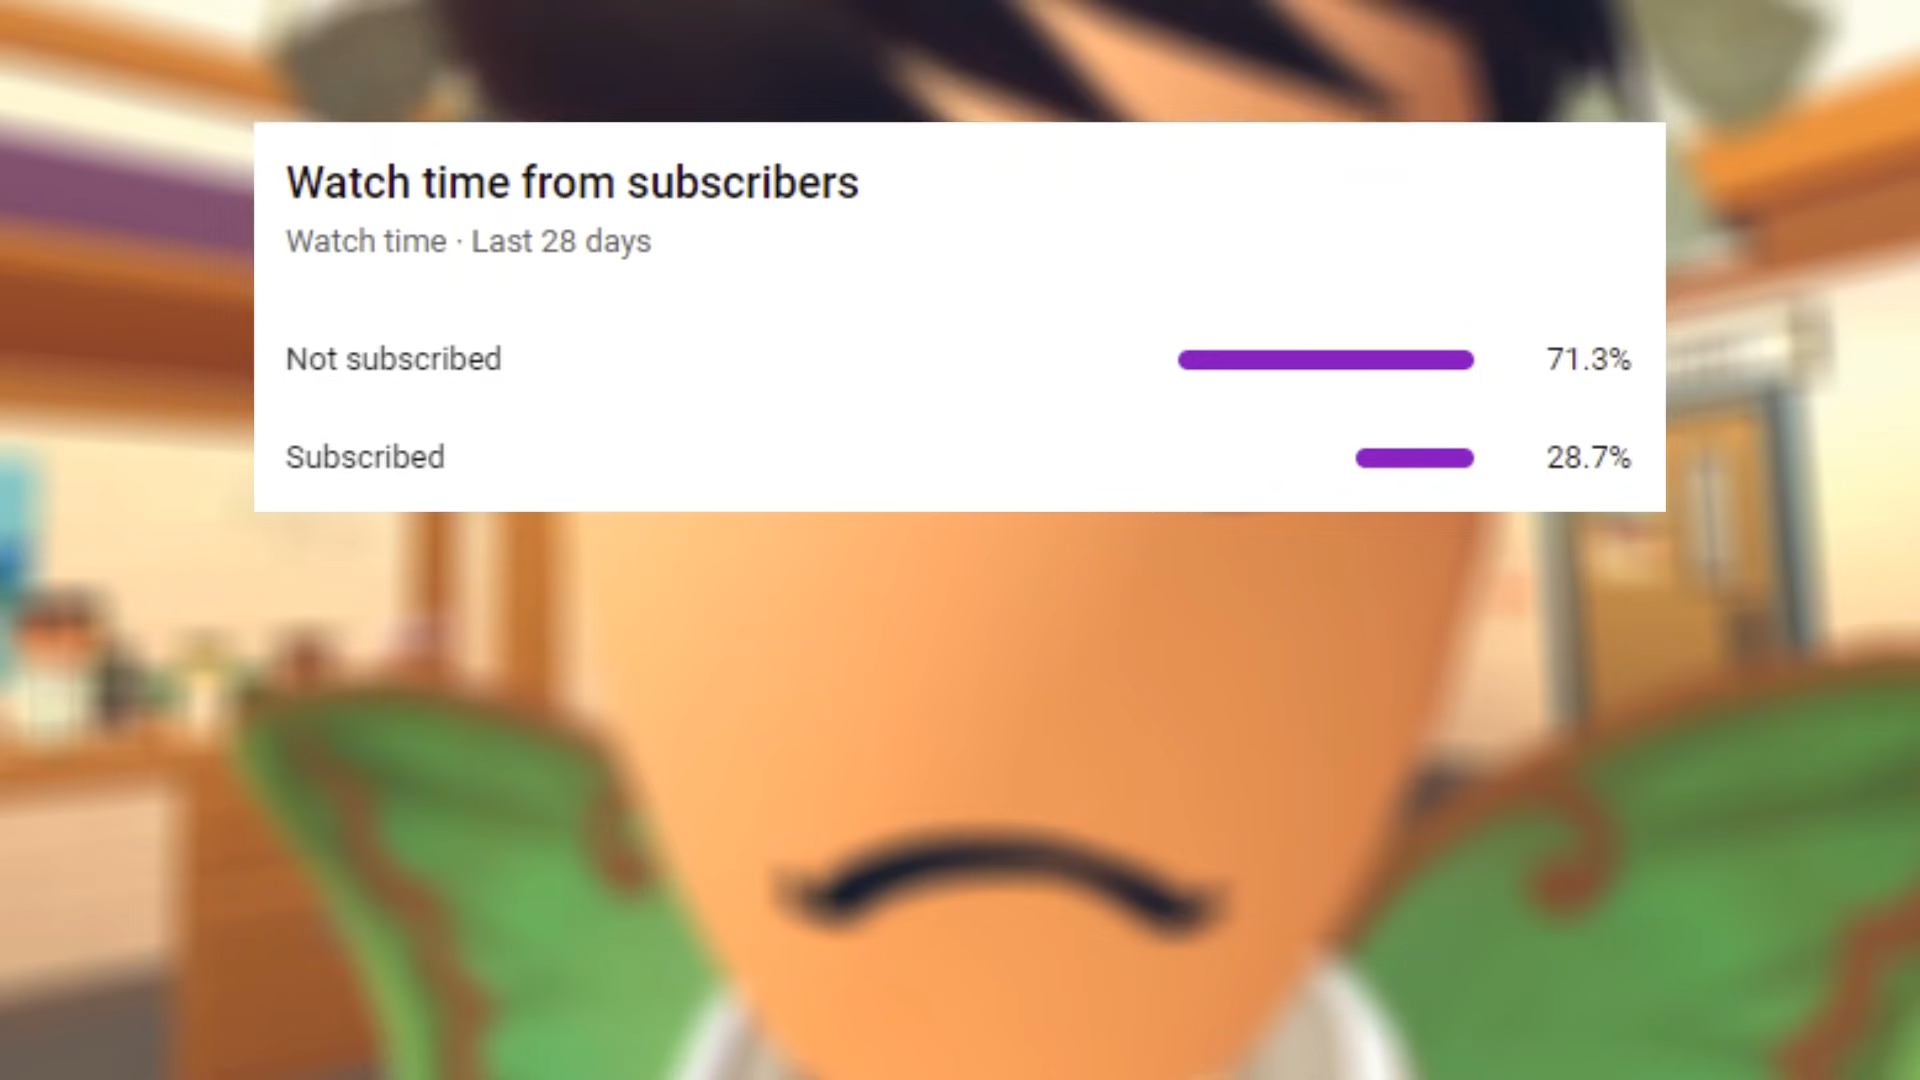 Watch time from subscribers
Watch time · Last 28 days
Not subscribed 71.3%
Subscribed 28.7%